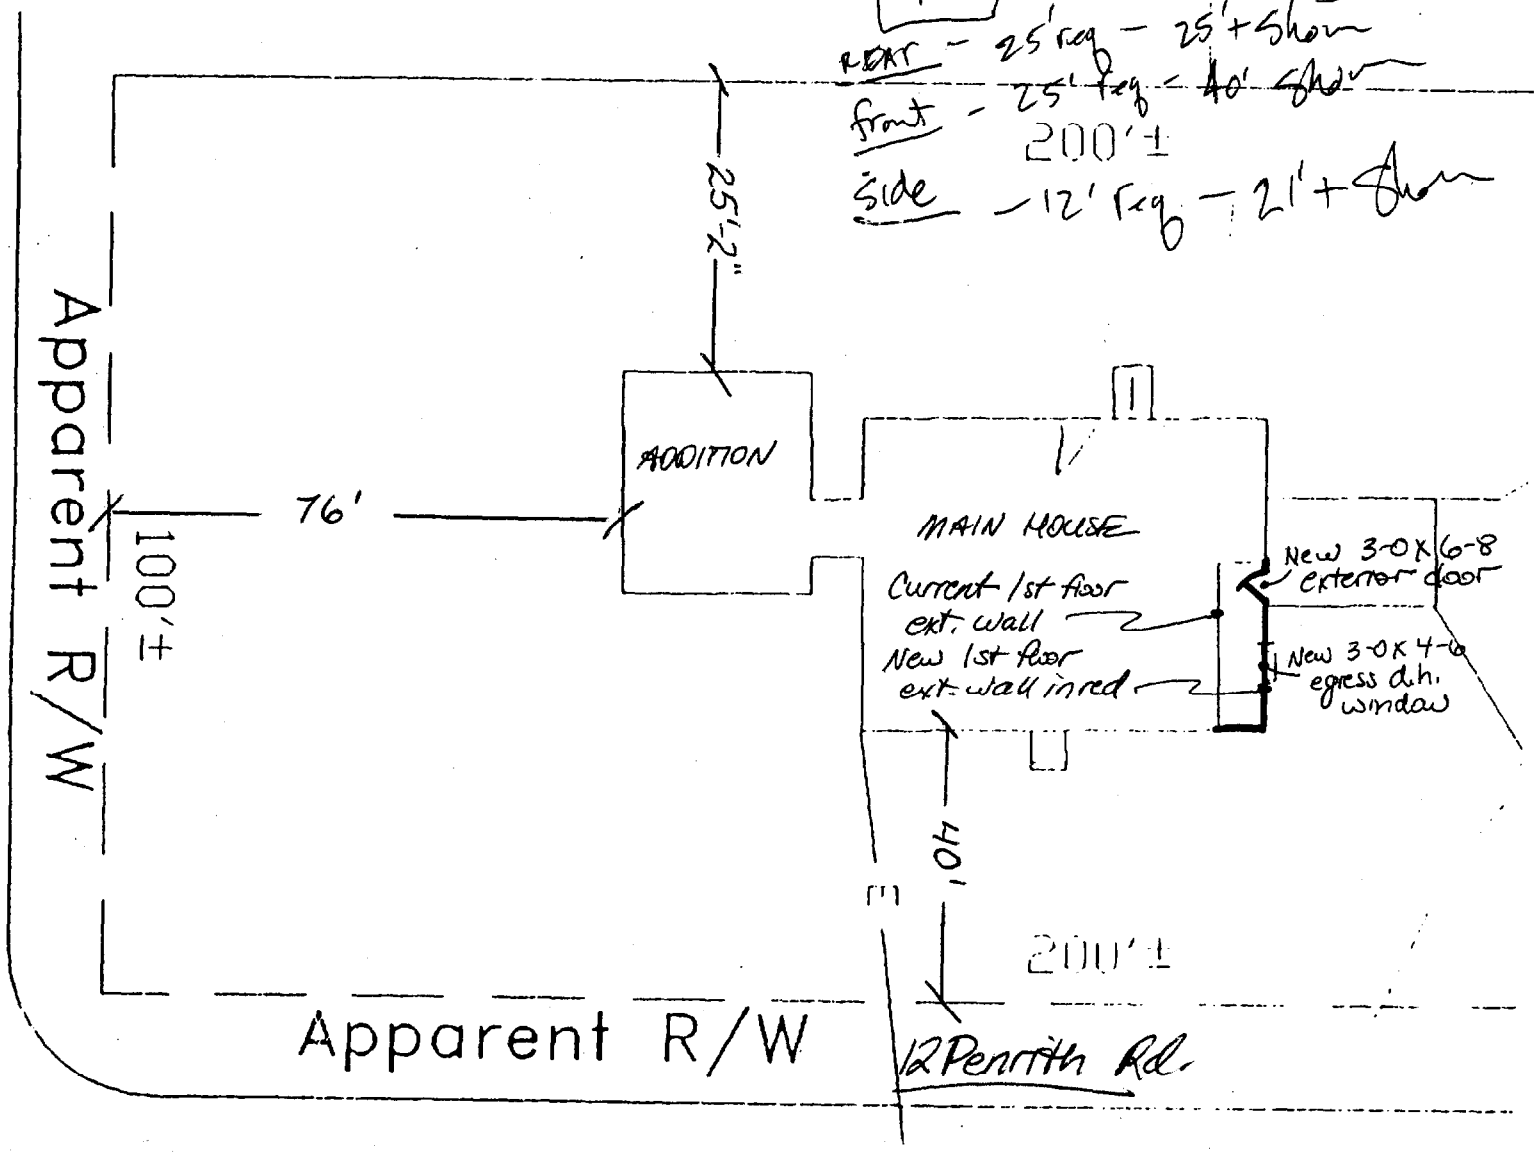 REAR - 25' req - 25'+ Shown
front - 25' req - 40' Shown
200'±
side - 12' req - 21'+ Shown
25'-2"
Apparent R/W
100'±
ADDITION
76'
MAIN HOUSE
Current 1st floor
ext. wall
New 1st floor
ext. wall in red
New 3-0 X 6-8
exterior door
New 3-0 X 4-6
egress d.h.
window
40'
E
200'±
Apparent R/W
12 Penrith Rd.